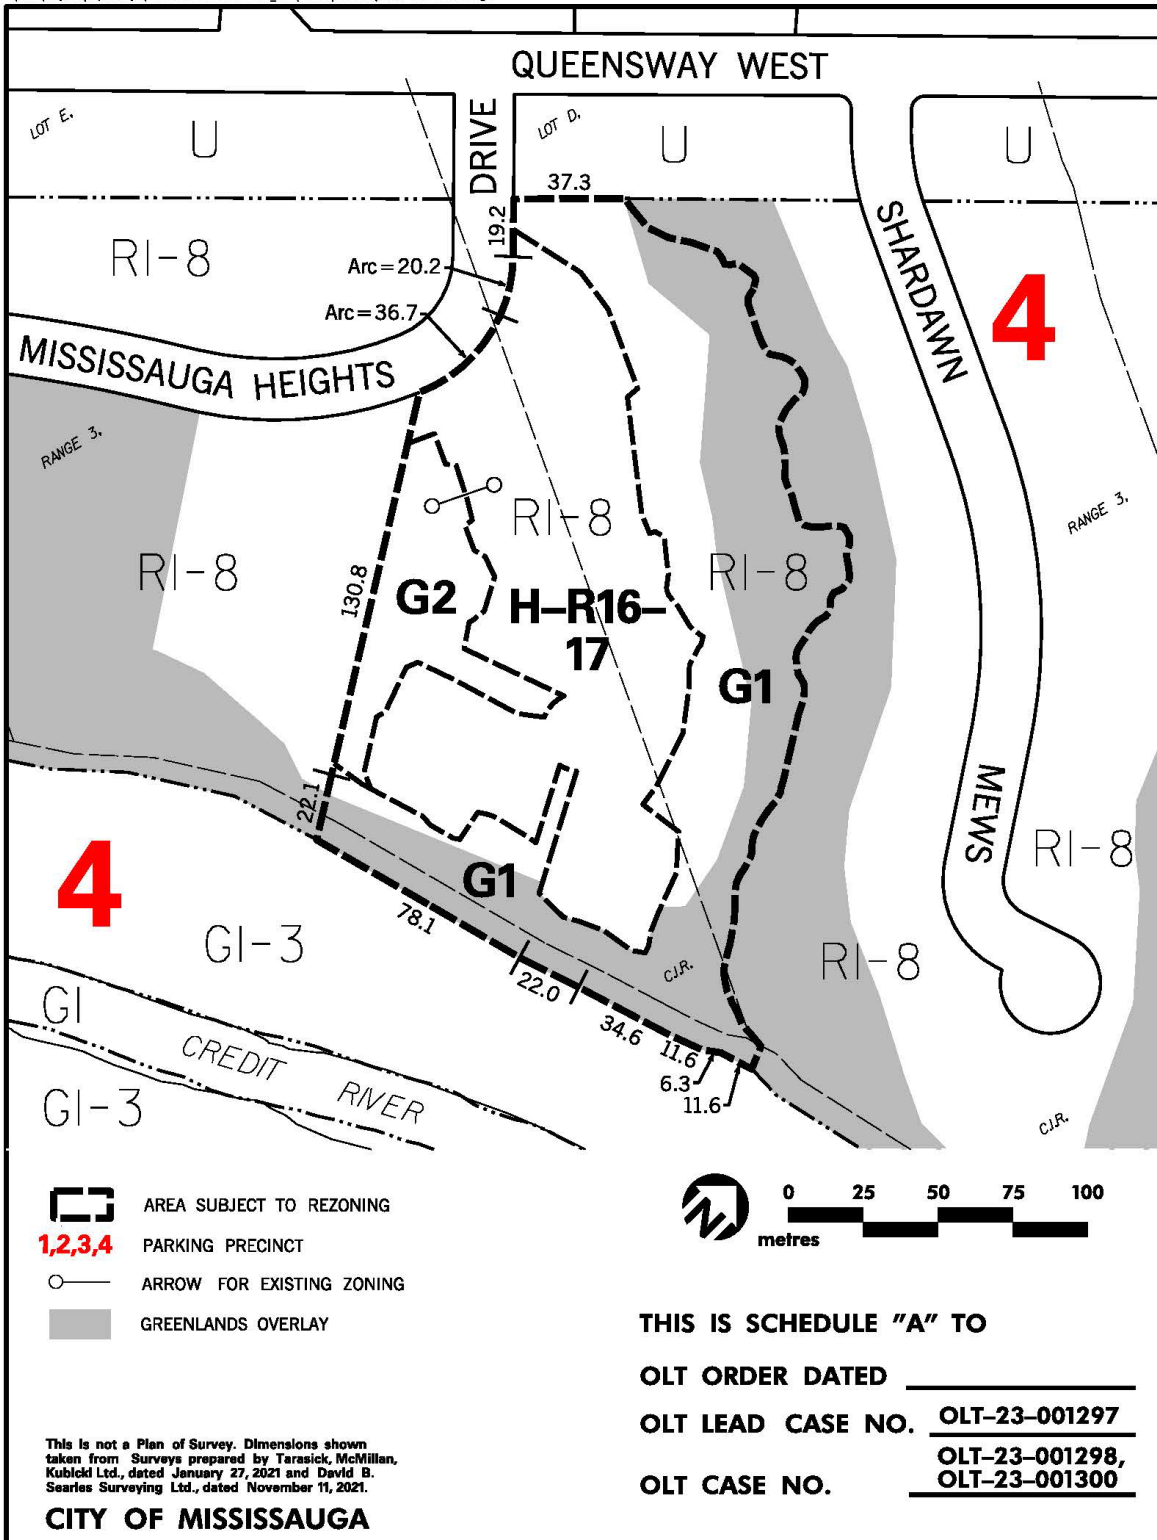 QUEENSWAY WEST
LOT E.
U
DRIVE
LOT D.
U
U
37.3
19.2
RI-8
Arc=20.2
Arc=36.7
SHARDAWN
4
MISSISSAUGA HEIGHTS
RANGE 3.
RI-8
RANGE 3.
RI-8
130.8
G2
H-R16-
17
RI-8
G1
22.1
MEWS
RI-8
4
G1
78.1
GI-3
RI-8
C.J.R.
22.0
GI
34.6
CREDIT RIVER
11.6
6.3
11.6
GI-3
C.J.R.
AREA SUBJECT TO REZONING
1,2,3,4 PARKING PRECINCT
ARROW FOR EXISTING ZONING
GREENLANDS OVERLAY
N
0 25 50 75 100
metres
THIS IS SCHEDULE "A" TO
OLT ORDER DATED
OLT LEAD CASE NO. OLT-23-001297
OLT CASE NO. OLT-23-001298,
OLT-23-001300
This is not a Plan of Survey. Dimensions shown
taken from Surveys prepared by Tarasick, McMillan,
Kubicki Ltd., dated January 27, 2021 and David B.
Searles Surveying Ltd., dated November 11, 2021.
CITY OF MISSISSAUGA